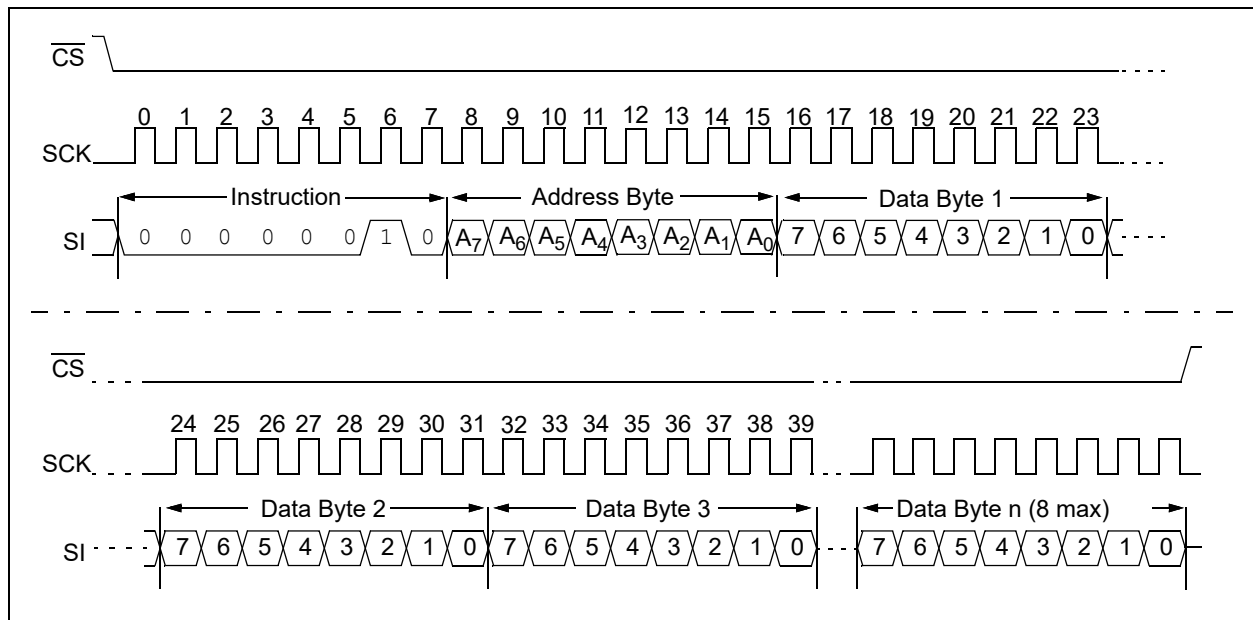 CS
0 1 2 3 4 5 6 7 8 9 10 11 12 13 14 15 16 17 18 19 20 21 22 23
SCK
Instruction Address Byte Data Byte 1
SI 0 0 0 0 0 0 1 0 A7 A6 A5 A4 A3 A2 A1 A0 7 6 5 4 3 2 1 0
CS
24 25 26 27 28 29 30 31 32 33 34 35 36 37 38 39
SCK
Data Byte 2 Data Byte 3 Data Byte n (8 max)
SI 7 6 5 4 3 2 1 0 7 6 5 4 3 2 1 0 7 6 5 4 3 2 1 0